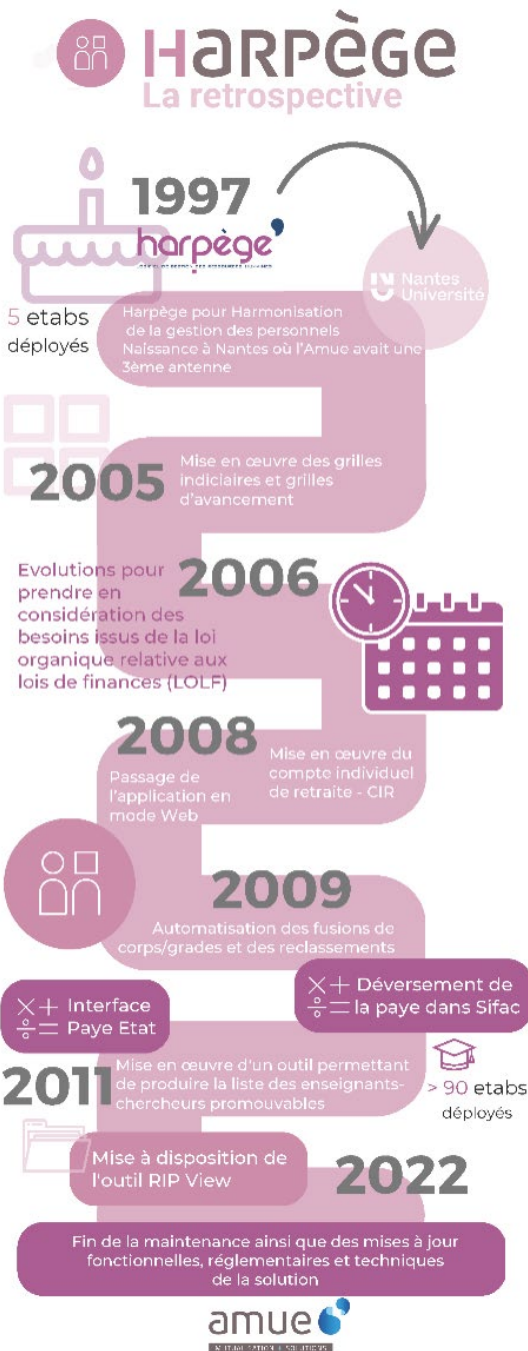 HARPèGE
La retrospective
1997
harpège'
Nantes
Université
5 etabs
déployés
Harpège pour Harmonisation
de la gestion des personnels
Naissance à Nantes où l'Amue avait une
3ème antenne
2005
Mise en œuvre des grilles
indiciaires et grilles
d'avancement
2006
Evolutions pour
prendre en
considération des
besoins issus de la loi
organique relative aux
lois de finances (LOLF)
2008
Passage de
l'application en
mode Web
Mise en œuvre du
compte individuel
de retraite - CIR
2009
Automatisation des fusions de
corps/grades et des reclassements
Interface
Paye Etat
Déversement de
la paye dans Sifac
2011
Mise en œuvre d'un outil permettant
de produire la liste des enseignants-
chercheurs promouvables
> 90 etabs
déployés
Mise à disposition de
l'outil RIP View
2022
Fin de la maintenance ainsi que des mises à jour
fonctionnelles, réglementaires et techniques
de la solution
amue
MUTUALISATION & SOLUTIONS